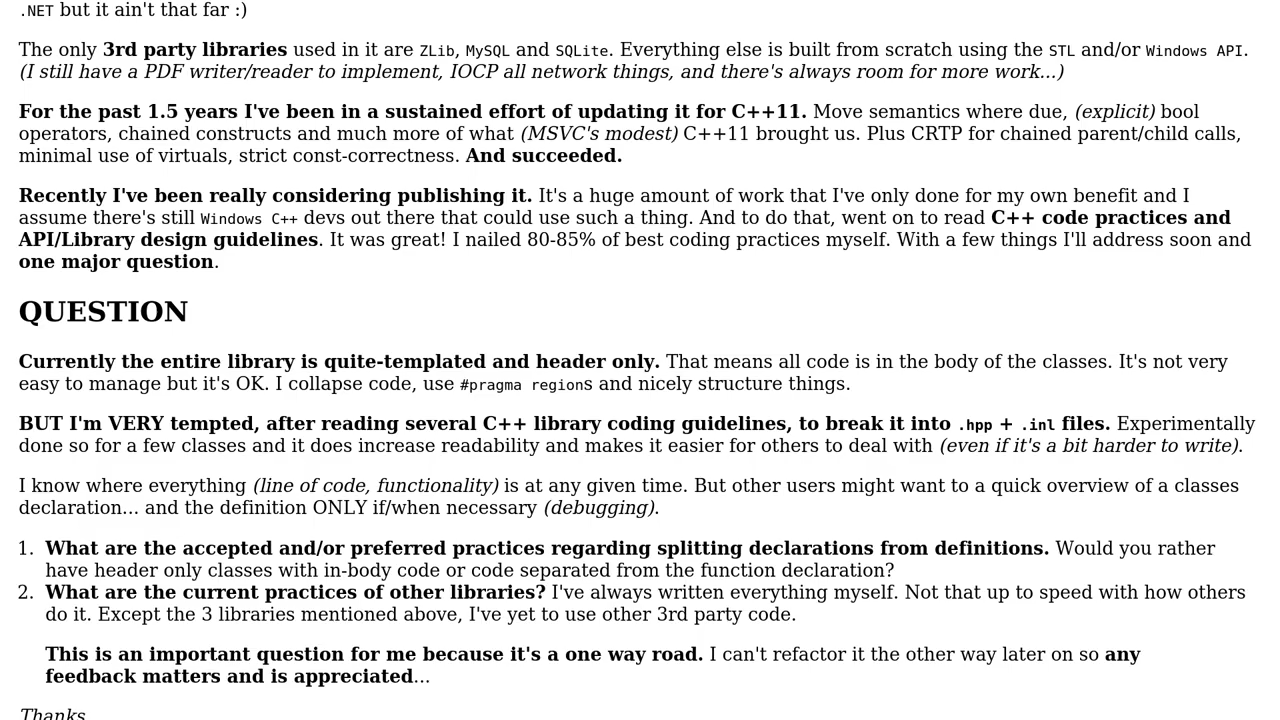 .NET but it ain't that far :)
The only 3rd party libraries used in it are ZLib, MySQL and SQLite. Everything else is built from scratch using the STL and/or Windows API.
(I still have a PDF writer/reader to implement, IOCP all network things, and there's always room for more work...)
For the past 1.5 years I've been in a sustained effort of updating it for C++11. Move semantics where due, (explicit) bool
operators, chained constructs and much more of what (MSVC's modest) C++11 brought us. Plus CRTP for chained parent/child calls,
minimal use of virtuals, strict const-correctness. And succeeded.
Recently I've been really considering publishing it. It's a huge amount of work that I've only done for my own benefit and I
assume there's still Windows C++ devs out there that could use such a thing. And to do that, went on to read C++ code practices and
API/Library design guidelines. It was great! I nailed 80-85% of best coding practices myself. With a few things I'll address soon and
one major question.
QUESTION
Currently the entire library is quite-templated and header only. That means all code is in the body of the classes. It's not very
easy to manage but it's OK. I collapse code, use #pragma regions and nicely structure things.
BUT I'm VERY tempted, after reading several C++ library coding guidelines, to break it into .hpp + .inl files. Experimentally
done so for a few classes and it does increase readability and makes it easier for others to deal with (even if it's a bit harder to write).
I know where everything (line of code, functionality) is at any given time. But other users might want to a quick overview of a classes
declaration... and the definition ONLY if/when necessary (debugging).
1. What are the accepted and/or preferred practices regarding splitting declarations from definitions. Would you rather
have header only classes with in-body code or code separated from the function declaration?
2. What are the current practices of other libraries? I've always written everything myself. Not that up to speed with how others
do it. Except the 3 libraries mentioned above, I've yet to use other 3rd party code.
This is an important question for me because it's a one way road. I can't refactor it the other way later on so any
feedback matters and is appreciated...
Thanks